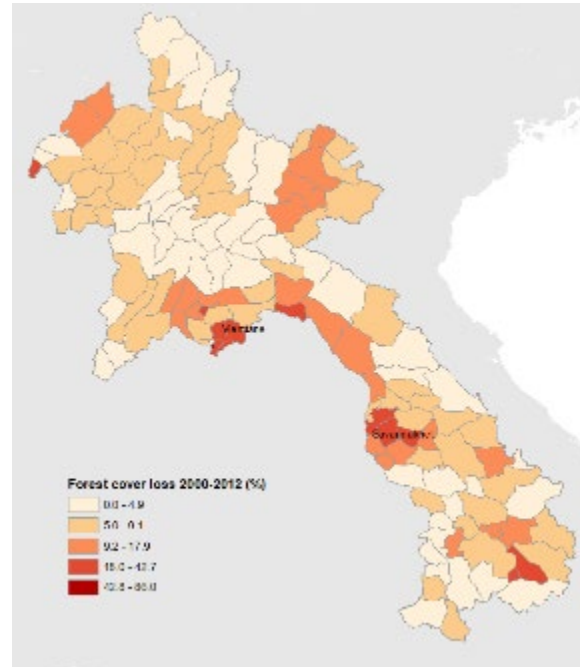 Vientiane
Savannakhet
Forest cover loss 2000-2012 (%)
0.0 - 4.9
5.0 - 9.1
9.2 - 17.9
18.0 - 42.7
42.8 - 86.0